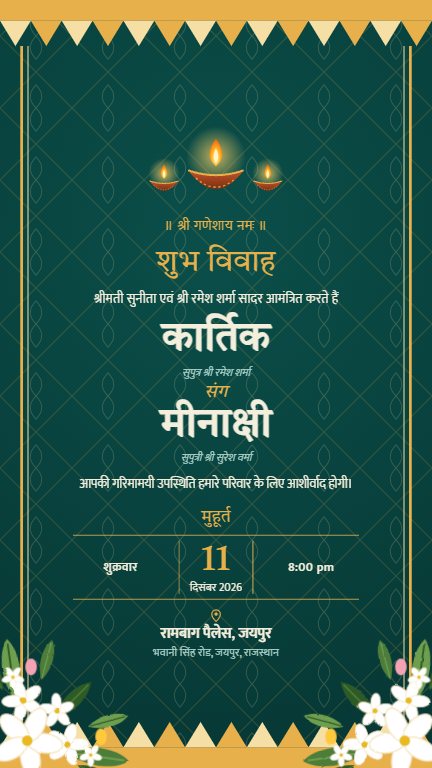 ॥ श्री गणेशाय नमः ॥
शुभ विवाह
श्रीमती सुनीता एवं श्री रमेश शर्मा सादर आमंत्रित करते हैं
कार्तिक
सुपुत्र श्री रमेश शर्मा
संग
मीनाक्षी
सुपुत्री श्री सुरेश वर्मा
आपकी गरिमामयी उपस्थिति हमारे परिवार के लिए आशीर्वाद होगी।
मुहूर्त
शुक्रवार
11
दिसंबर 2026
8:00 pm
रामबाग पैलेस, जयपुर
भवानी सिंह रोड, जयपुर, राजस्थान